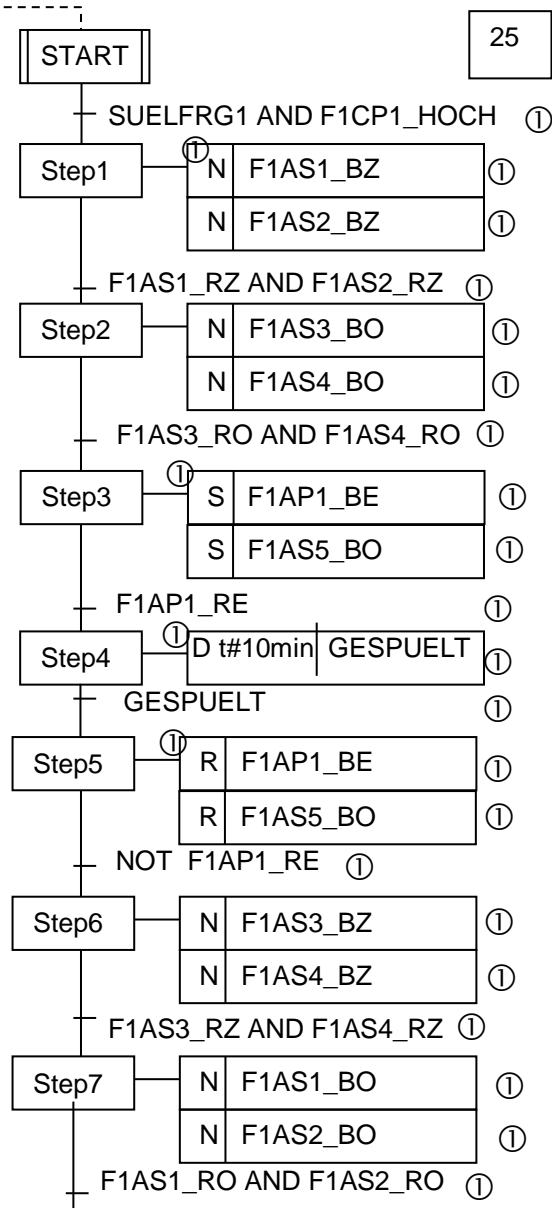 25
START
SUELFRG1 AND F1CP1_HOCH ①
Step1 ① N F1AS1_BZ ①
N F1AS2_BZ ①
F1AS1_RZ AND F1AS2_RZ ①
Step2 N F1AS3_BO ①
N F1AS4_BO ①
F1AS3_RO AND F1AS4_RO ①
Step3 ① S F1AP1_BE ①
S F1AS5_BO ①
F1AP1_RE ①
Step4 ① D t#10min GESPUELT ①
GESPUELT ①
Step5 ① R F1AP1_BE ①
R F1AS5_BO ①
NOT F1AP1_RE ①
Step6 N F1AS3_BZ ①
N F1AS4_BZ ①
F1AS3_RZ AND F1AS4_RZ ①
Step7 N F1AS1_BO ①
N F1AS2_BO ①
F1AS1_RO AND F1AS2_RO ①